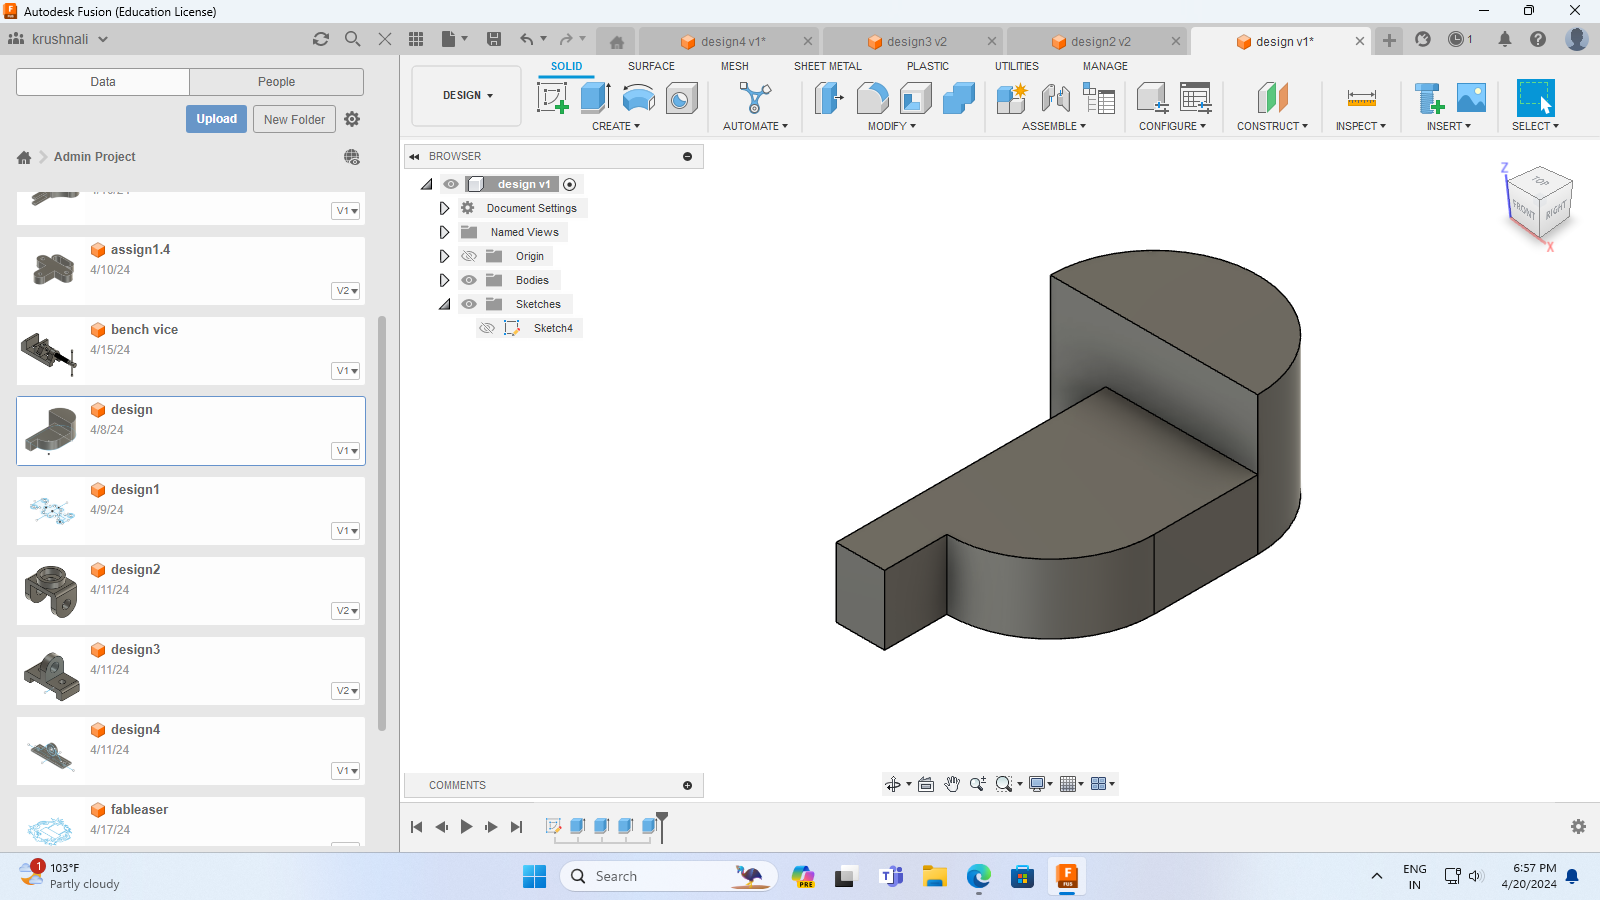 Autodesk Fusion (Education License)
krushnali
design4 v1*
design3 v2
design2 v2
design v1*
1
Data
People
Upload
New Folder
Admin Project
V1
assign1.4
4/10/24
V2
bench vice
4/15/24
V1
design
4/8/24
V1
design1
4/9/24
V1
design2
4/11/24
V2
design3
4/11/24
V2
design4
4/11/24
V1
fableaser
4/17/24
DESIGN
SOLID
SURFACE
MESH
SHEET METAL
PLASTIC
UTILITIES
MANAGE
CREATE
AUTOMATE
MODIFY
ASSEMBLE
CONFIGURE
CONSTRUCT
INSPECT
INSERT
SELECT
BROWSER
design v1
Document Settings
Named Views
Origin
Bodies
Sketches
Sketch4
Z
TOP
FRONT
RIGHT
X
COMMENTS
1
103°F
Partly cloudy
Search
PRE
FUS
ENG
IN
6:57 PM
4/20/2024